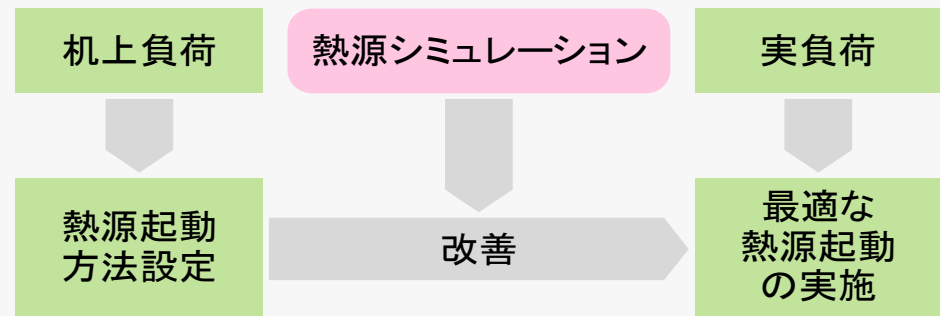 机上負荷
熱源シミュレーション
実負荷
熱源起動
方法設定
改善
最適な
熱源起動
の実施